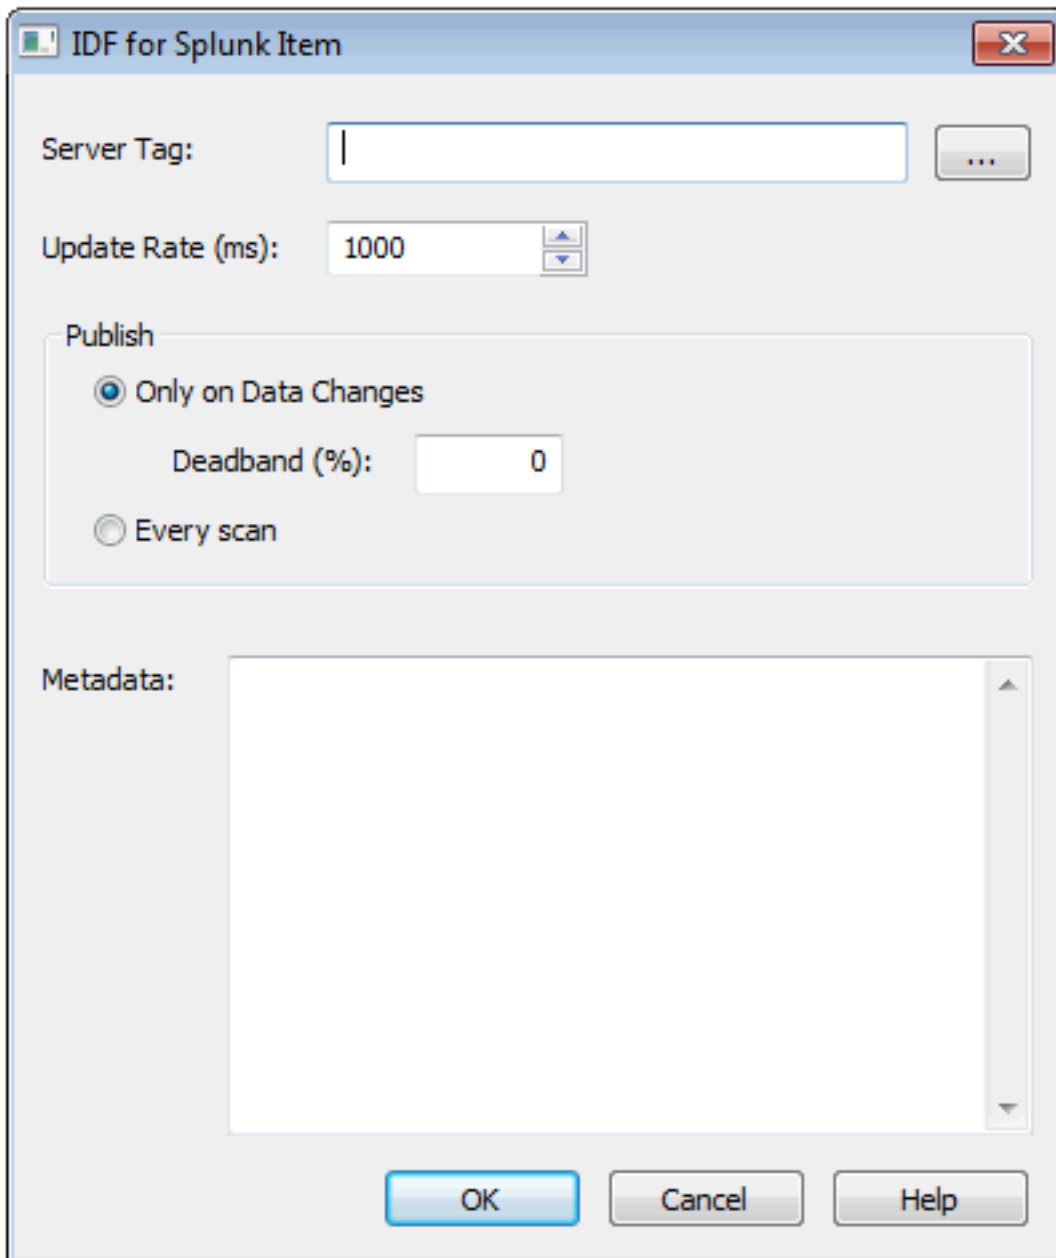 IDF for Splunk Item
Server Tag:
...
Update Rate (ms):
1000
Publish
Only on Data Changes
Deadband (%):
0
Every scan
Metadata:
OK
Cancel
Help